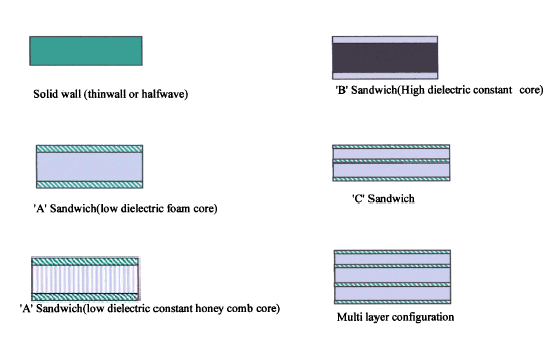 Solid wall (thinwall or halfwave)
'B' Sandwich(High dielectric constant core)
'A' Sandwich(low dielectric foam core)
'C' Sandwich
'A' Sandwich(low dielectric constant honey comb core)
Multi layer configuration